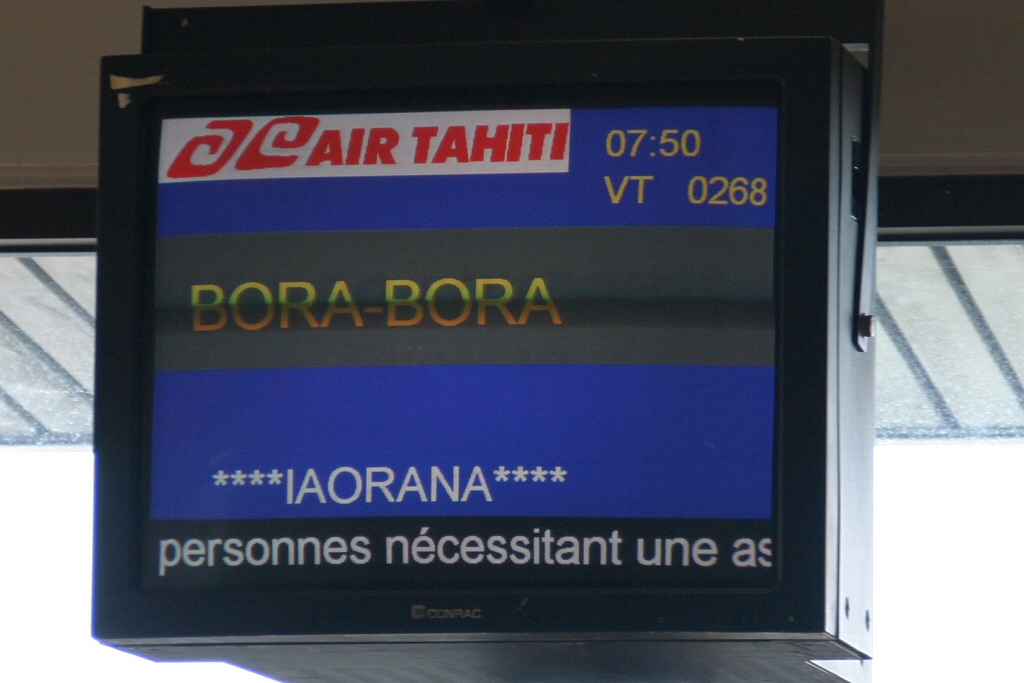 AIR TAHITI
07:50
VT 0268
BORA-BORA
****IAORANA****
personnes nécessitant une as
CONRAC